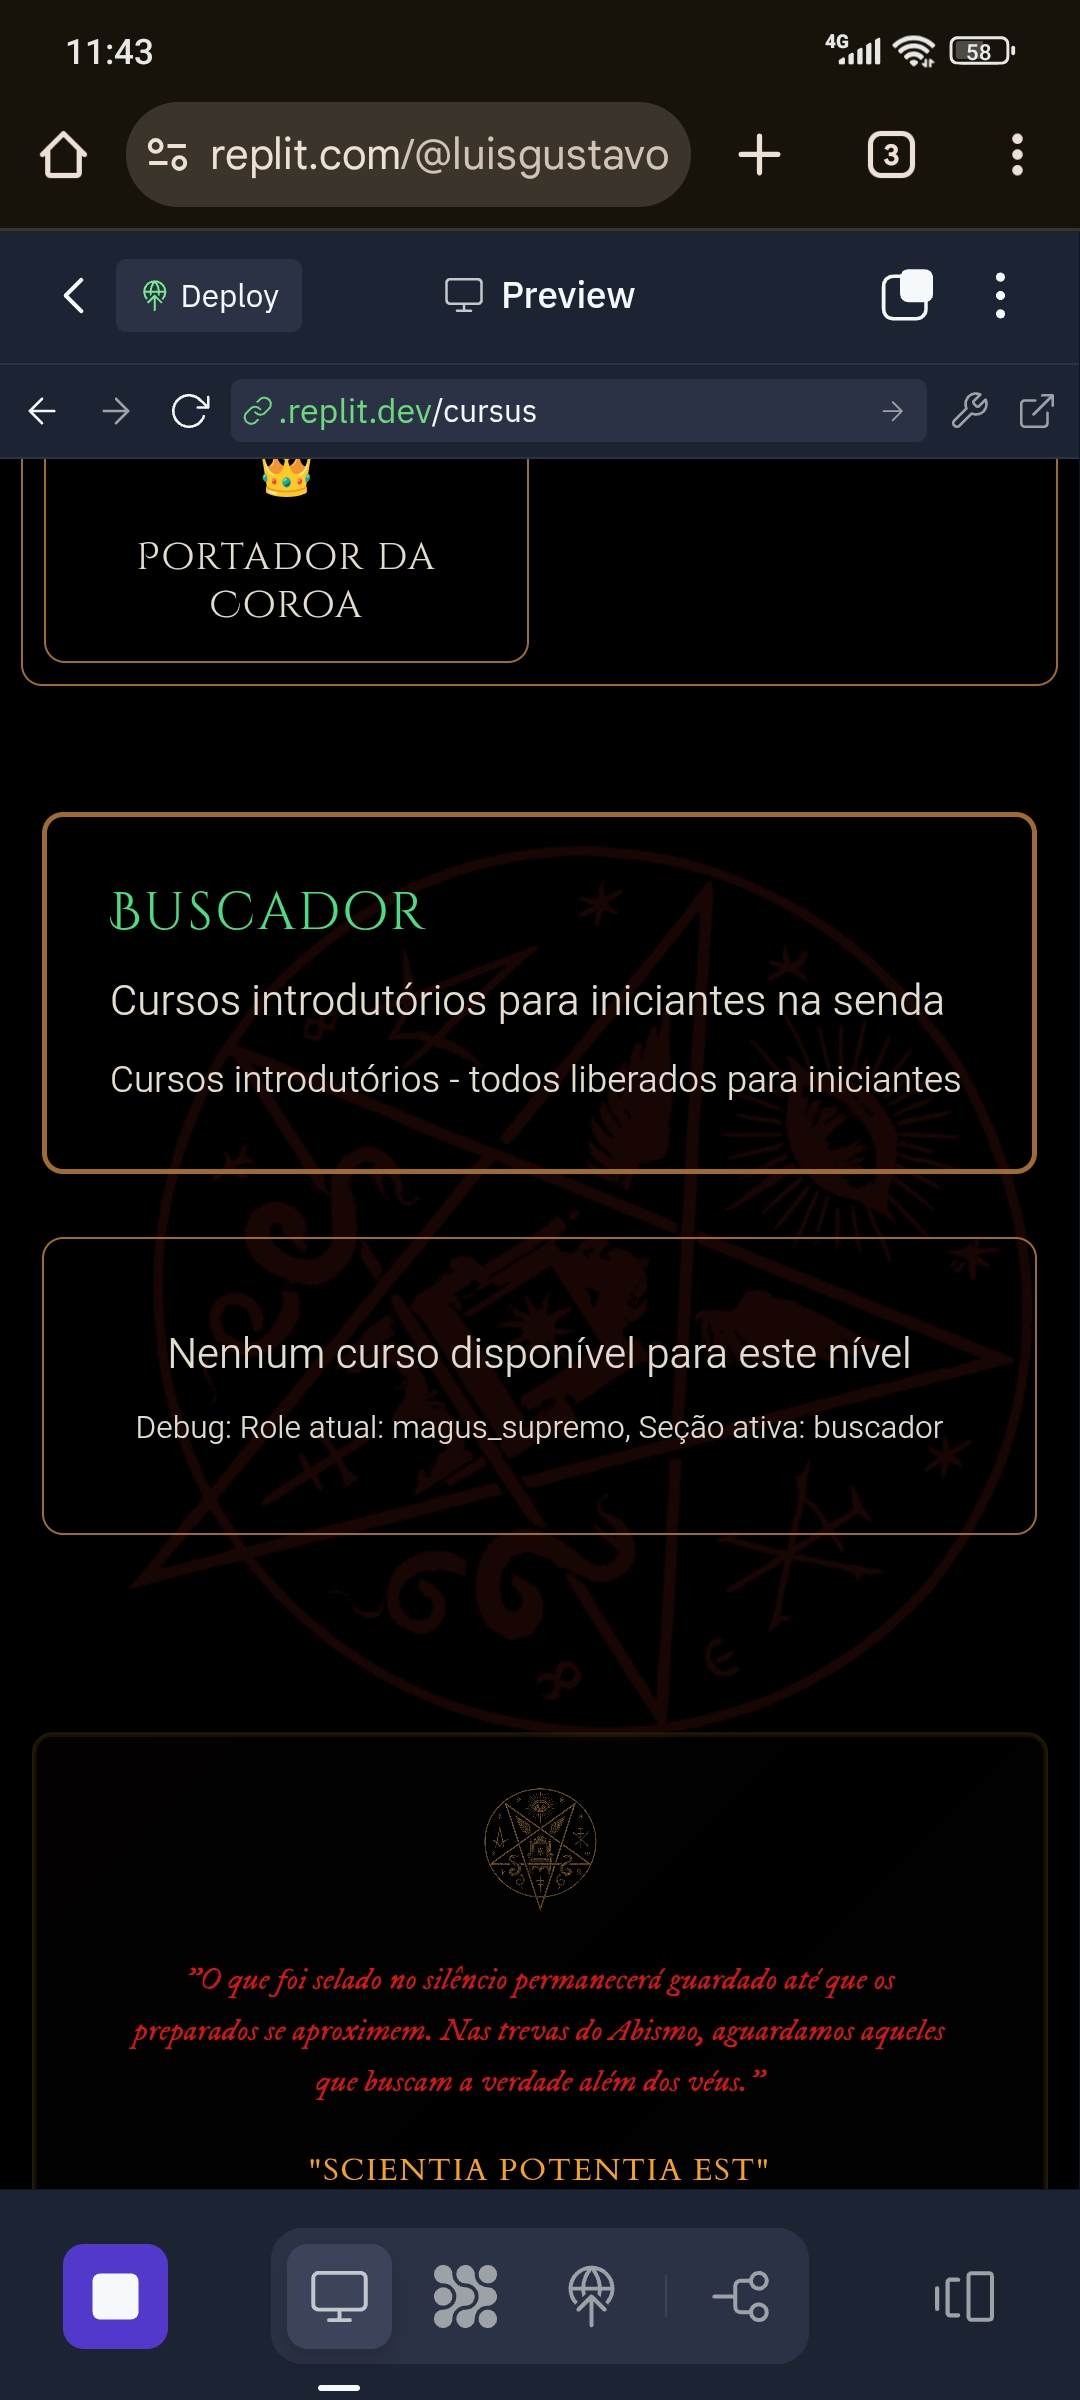 11:43
4G
58
replit.com/@luisgustavo
3
Deploy
Preview
.replit.dev/cursus
Portador da
Coroa
Buscador
Cursos introdutórios para iniciantes na senda
Cursos introdutórios - todos liberados para iniciantes
Nenhum curso disponível para este nível
Debug: Role atual: magus_supremo, Seção ativa: buscador
"O que foi selado no silêncio permanecerá guardado até que os
preparados se aproximem. Nas trevas do Abismo, aguardamos aqueles
que buscam a verdade além dos véus."
"SCIENTIA POTENTIA EST"